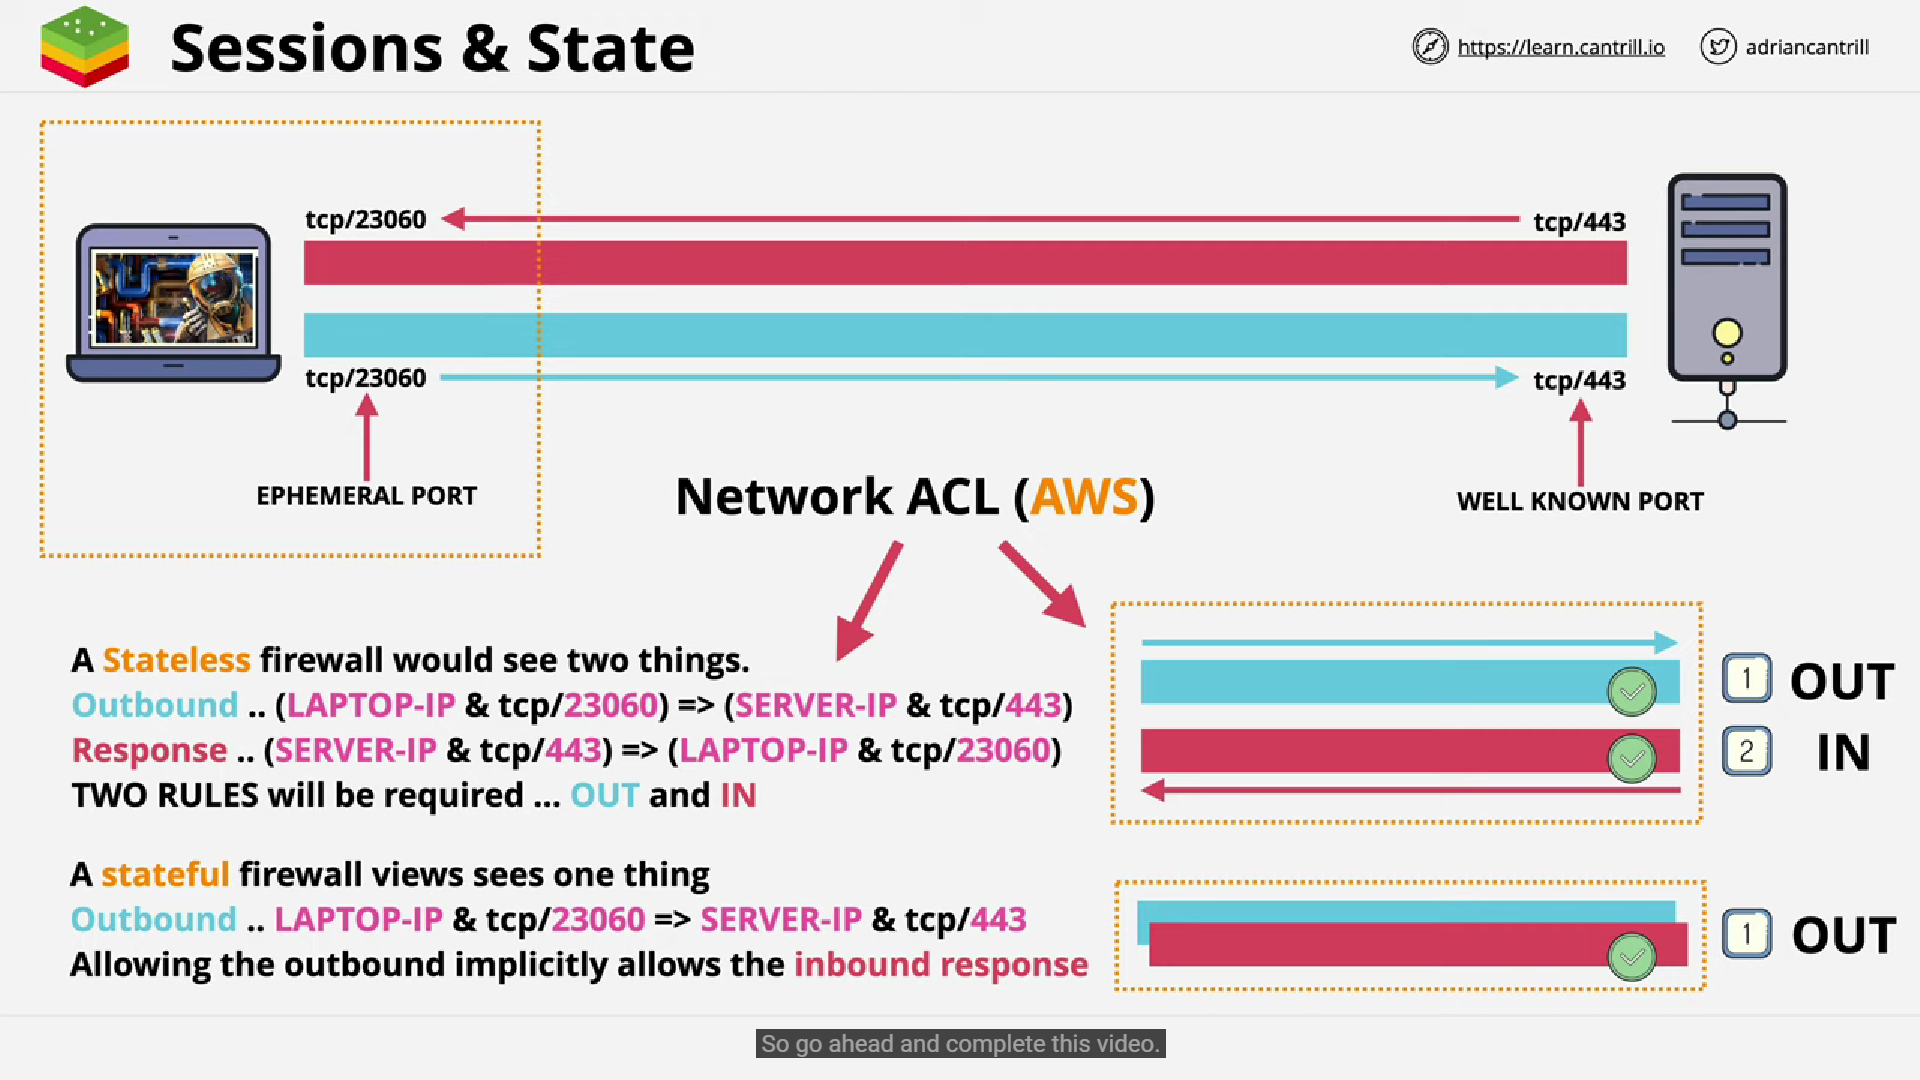 Sessions & State
https://learn.cantrill.io
adriancantrill
tcp/23060
tcp/443
tcp/23060
tcp/443
EPHEMERAL PORT
WELL KNOWN PORT
Network ACL (AWS)
A Stateless firewall would see two things.
Outbound .. (LAPTOP-IP & tcp/23060) => (SERVER-IP & tcp/443)
Response .. (SERVER-IP & tcp/443) => (LAPTOP-IP & tcp/23060)
TWO RULES will be required ... OUT and IN
1 OUT
2 IN
A stateful firewall views sees one thing
Outbound .. LAPTOP-IP & tcp/23060 => SERVER-IP & tcp/443
Allowing the outbound implicitly allows the inbound response
1 OUT
So go ahead and complete this video.